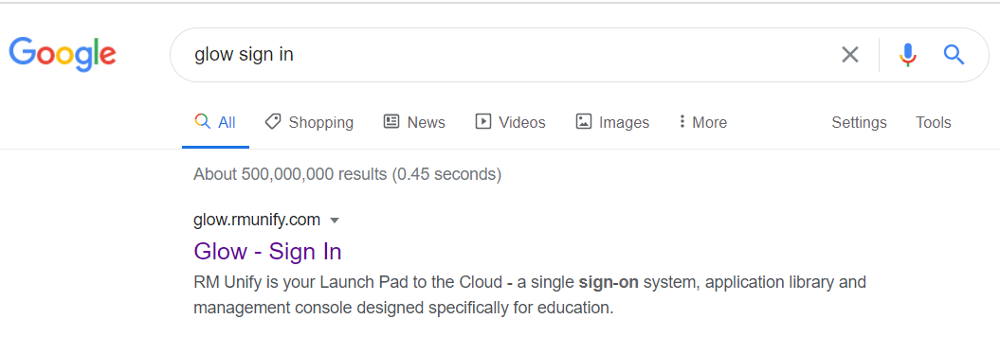 Google glow sign in
All Shopping News Videos Images More Settings Tools
About 500,000,000 results (0.45 seconds)
glow.rmunify.com
Glow - Sign In
RM Unify is your Launch Pad to the Cloud - a single sign-on system, application library and
management console designed specifically for education.